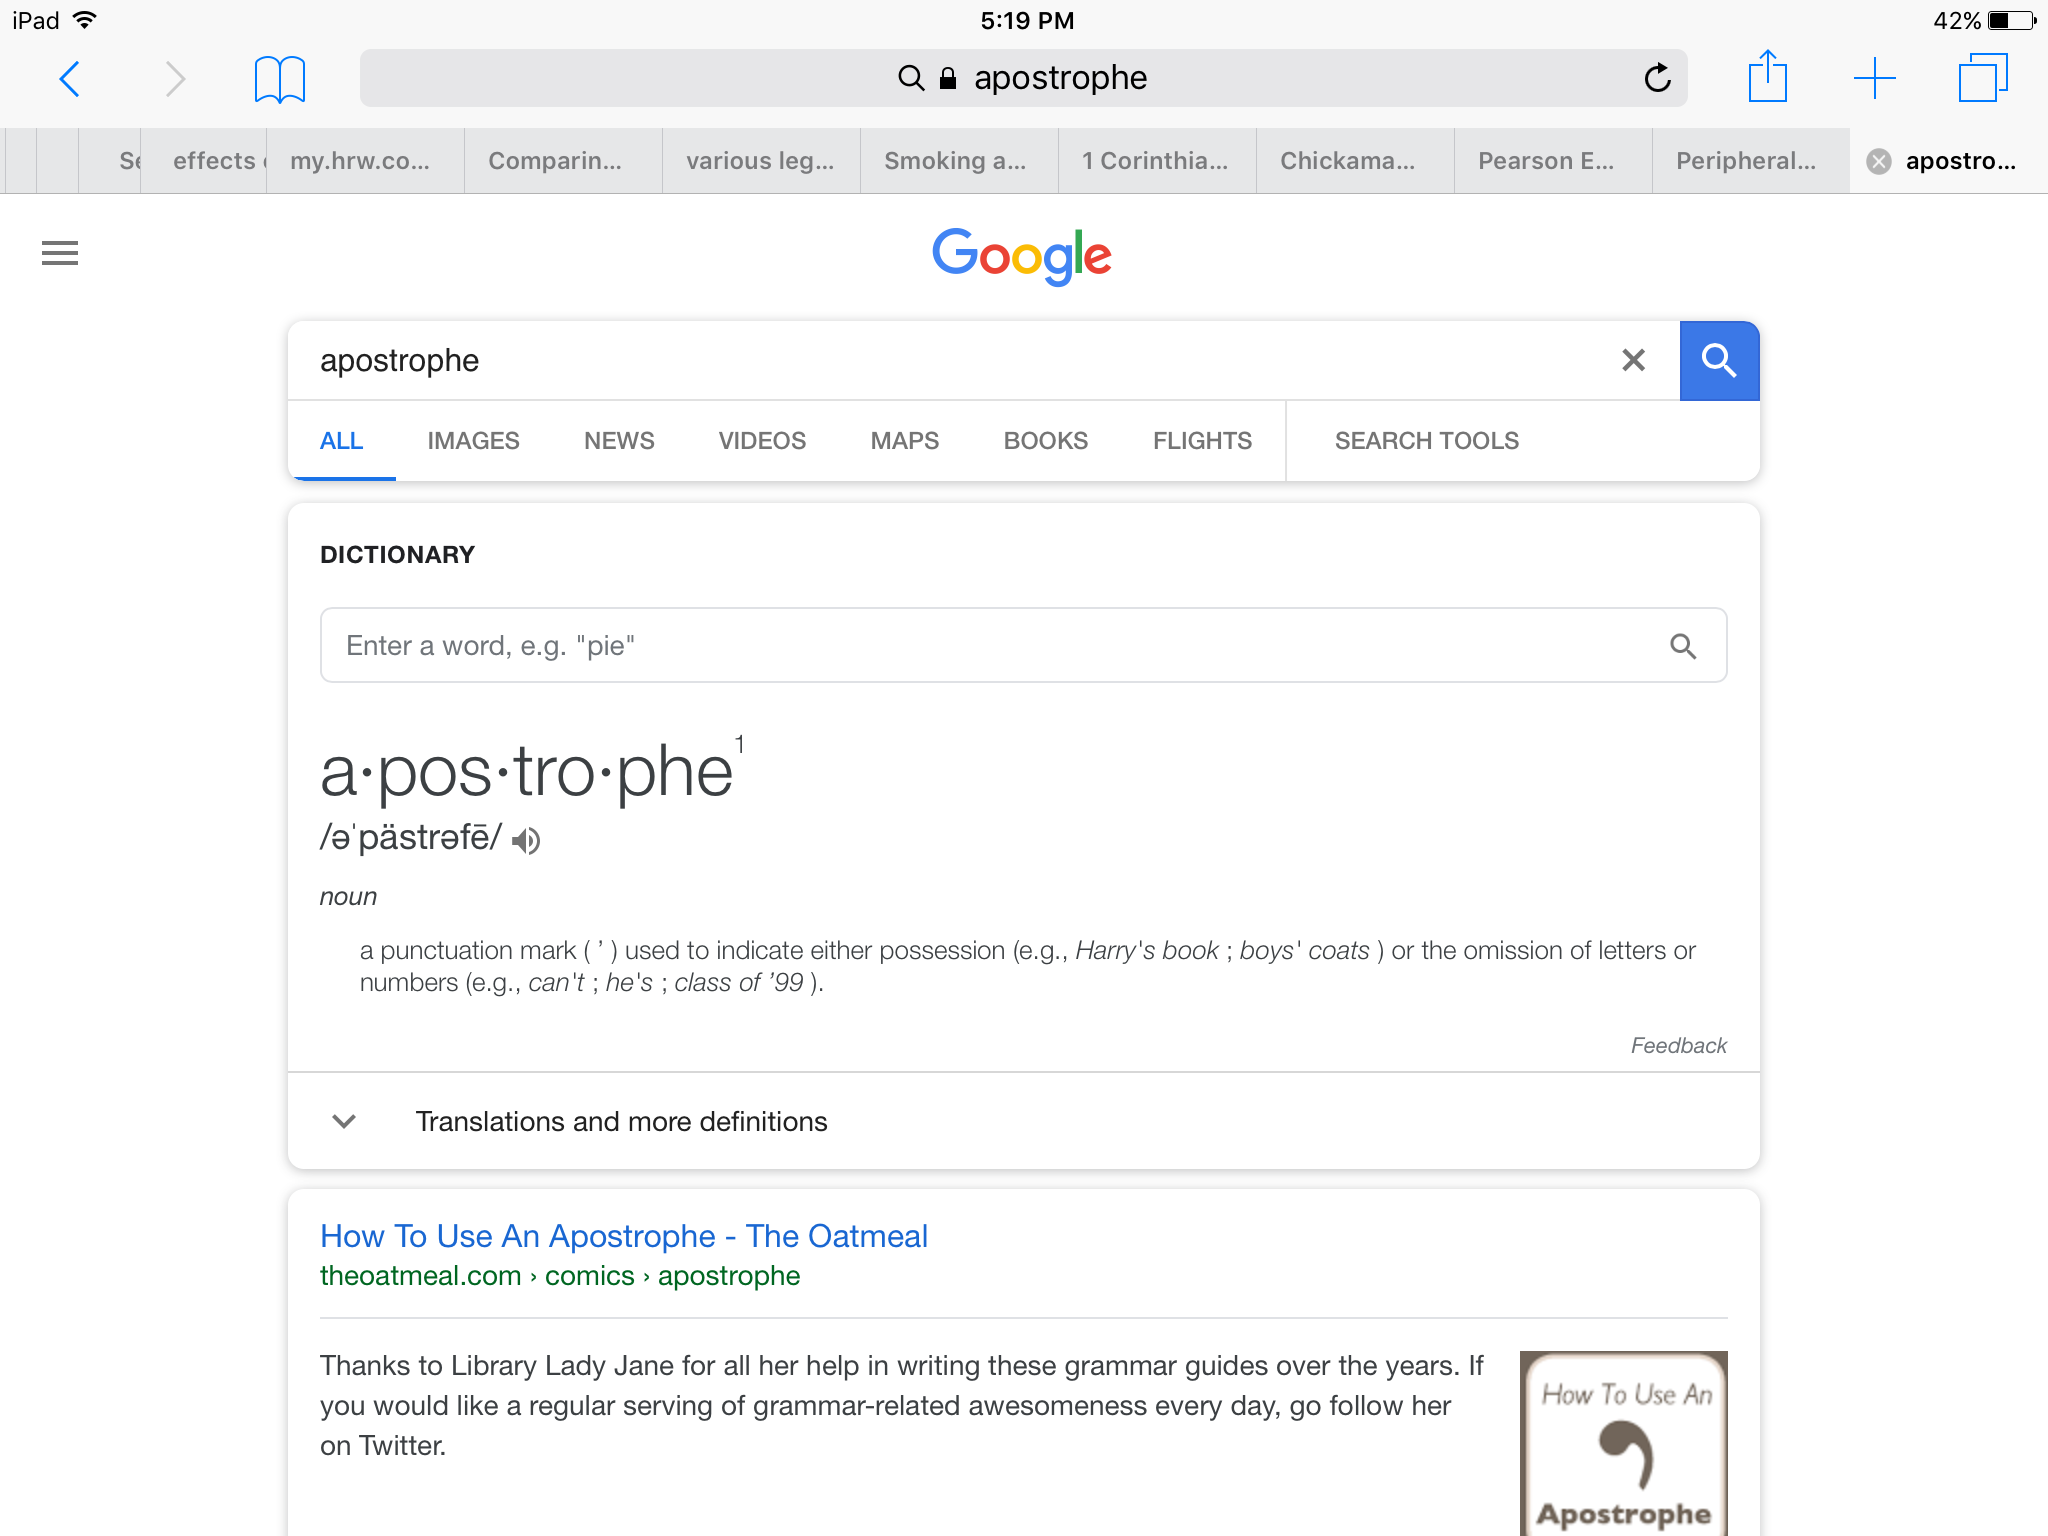 iPad 5:19 PM 42%
apostrophe
effects my.hrw.co... Comparin... various leg... Smoking a... 1 Corinthia... Chickama... Pearson E... Peripheral... apostro...
Google
apostrophe
ALL IMAGES NEWS VIDEOS MAPS BOOKS FLIGHTS SEARCH TOOLS
DICTIONARY
Enter a word, e.g. "pie"
a·pos·tro·phe1
/əˈpästrəfē/
noun
a punctuation mark ( ’ ) used to indicate either possession (e.g., Harry's book ; boys' coats ) or the omission of letters or
numbers (e.g., can't ; he's ; class of ’99 ).
Feedback
Translations and more definitions
How To Use An Apostrophe - The Oatmeal
theoatmeal.com › comics › apostrophe
Thanks to Library Lady Jane for all her help in writing these grammar guides over the years. If
you would like a regular serving of grammar-related awesomeness every day, go follow her
on Twitter.
How To Use An
Apostrophe